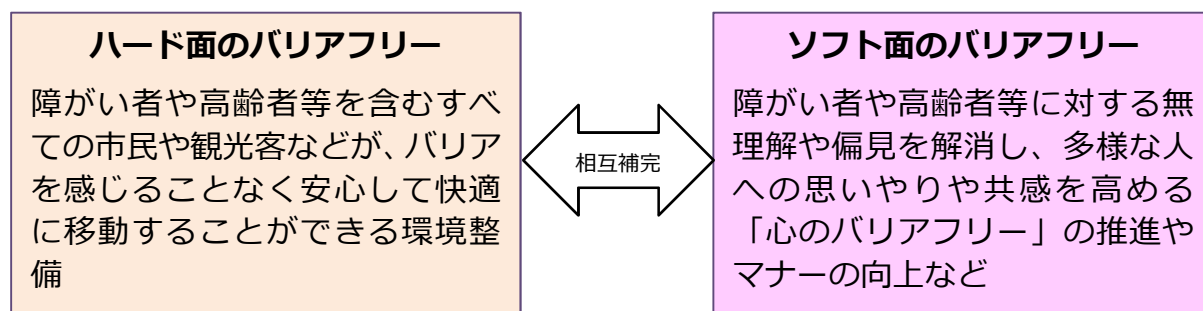 ハード面のバリアフリー
障がい者や高齢者等を含むすべ
ての市民や観光客などが、バリア
を感じることなく安心して快適
に移動することができる環境整
備
相互補完
ソフト面のバリアフリー
障がい者や高齢者等に対する無
理解や偏見を解消し、多様な人
への思いやりや共感を高める
「心のバリアフリー」の推進や
マナーの向上など